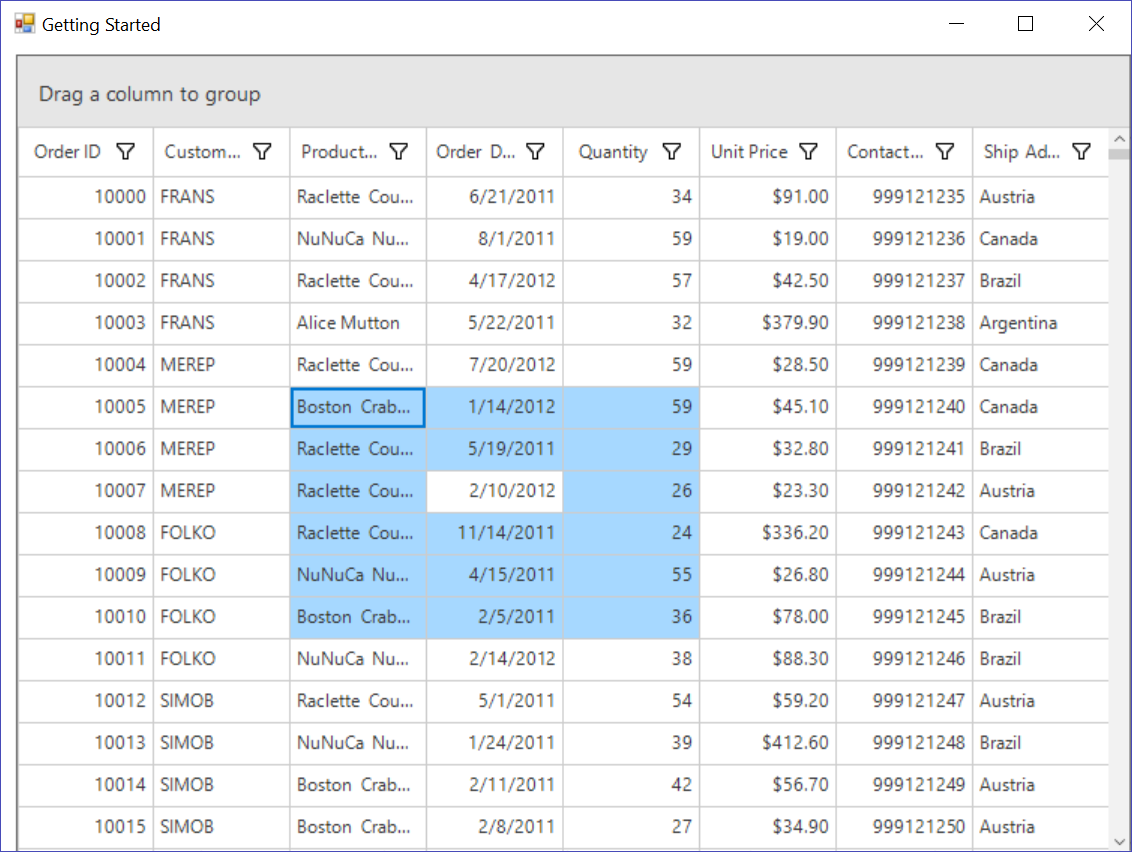 Getting Started
Drag a column to group
Order ID Custom... Product... Order D... Quantity Unit Price Contact... Ship Ad...
10000 FRANS Raclette Cou... 6/21/2011 34 $91.00 999121235 Austria
10001 FRANS NuNuCa Nu... 8/1/2011 59 $19.00 999121236 Canada
10002 FRANS Raclette Cou... 4/17/2012 57 $42.50 999121237 Brazil
10003 FRANS Alice Mutton 5/22/2011 32 $379.90 999121238 Argentina
10004 MEREP Raclette Cou... 7/20/2012 59 $28.50 999121239 Canada
10005 MEREP Boston Crab... 1/14/2012 59 $45.10 999121240 Canada
10006 MEREP Raclette Cou... 5/19/2011 29 $32.80 999121241 Brazil
10007 MEREP Raclette Cou... 2/10/2012 26 $23.30 999121242 Austria
10008 FOLKO Raclette Cou... 11/14/2011 24 $336.20 999121243 Canada
10009 FOLKO NuNuCa Nu... 4/15/2011 55 $26.80 999121244 Austria
10010 FOLKO Boston Crab... 2/5/2011 36 $78.00 999121245 Brazil
10011 FOLKO NuNuCa Nu... 2/14/2012 38 $88.30 999121246 Brazil
10012 SIMOB Raclette Cou... 5/1/2011 54 $59.20 999121247 Austria
10013 SIMOB NuNuCa Nu... 1/24/2011 39 $412.60 999121248 Brazil
10014 SIMOB Boston Crab... 2/11/2011 42 $56.70 999121249 Austria
10015 SIMOB Boston Crab... 2/8/2011 27 $34.90 999121250 Austria